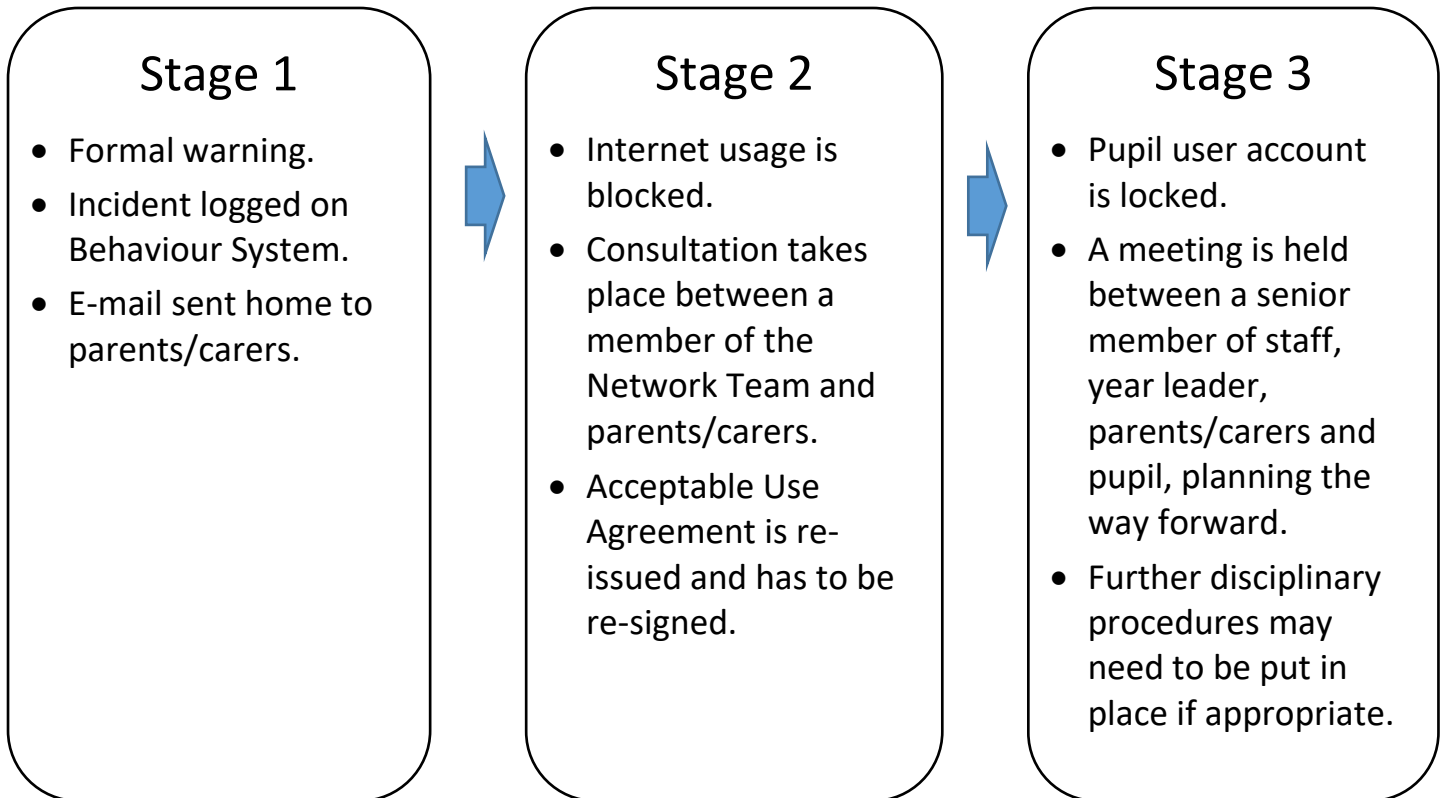 Stage 1
• Formal warning.
• Incident logged on
Behaviour System.
• E-mail sent home to
parents/carers.
Stage 2
• Internet usage is
blocked.
• Consultation takes
place between a
member of the
Network Team and
parents/carers.
• Acceptable Use
Agreement is re-
issued and has to be
re-signed.
Stage 3
• Pupil user account
is locked.
• A meeting is held
between a senior
member of staff,
year leader,
parents/carers and
pupil, planning the
way forward.
• Further disciplinary
procedures may
need to be put in
place if appropriate.